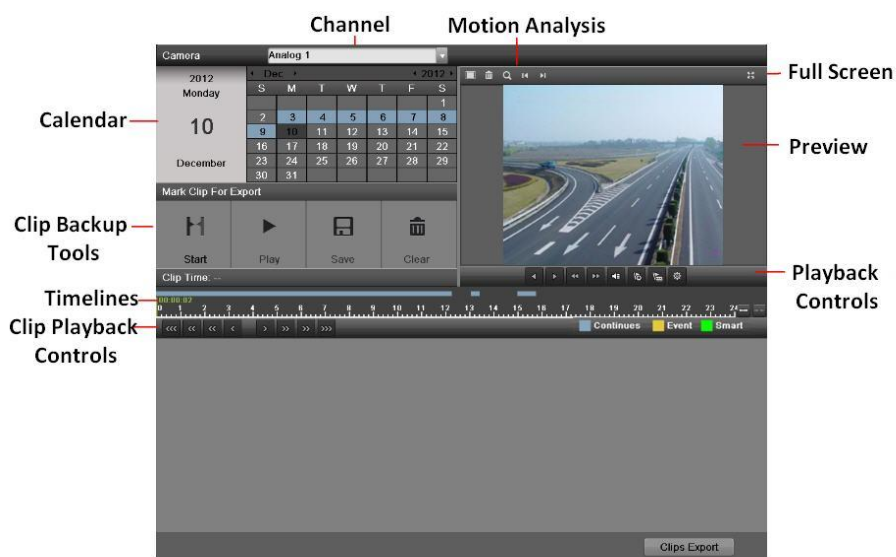 Channel
Motion Analysis
Full Screen
Calendar
Preview
Clip Backup
Tools
Playback
Controls
Timelines
Clip Playback
Controls
Camera
Analog 1
2012
Monday
10
December
Dec
2012
S M T W T F S
1
2 3 4 5 6 7 8
9 10 11 12 13 14 15
16 17 18 19 20 21 22
23 24 25 26 27 28 29
30 31
Mark Clip For Export
Start Play Save Clear
Clip Time: --
00:00:02
0 1 2 3 4 5 6 7 8 9 10 11 12 13 14 15 16 17 18 19 20 21 22 23 24
Continues Event Smart
Clips Export